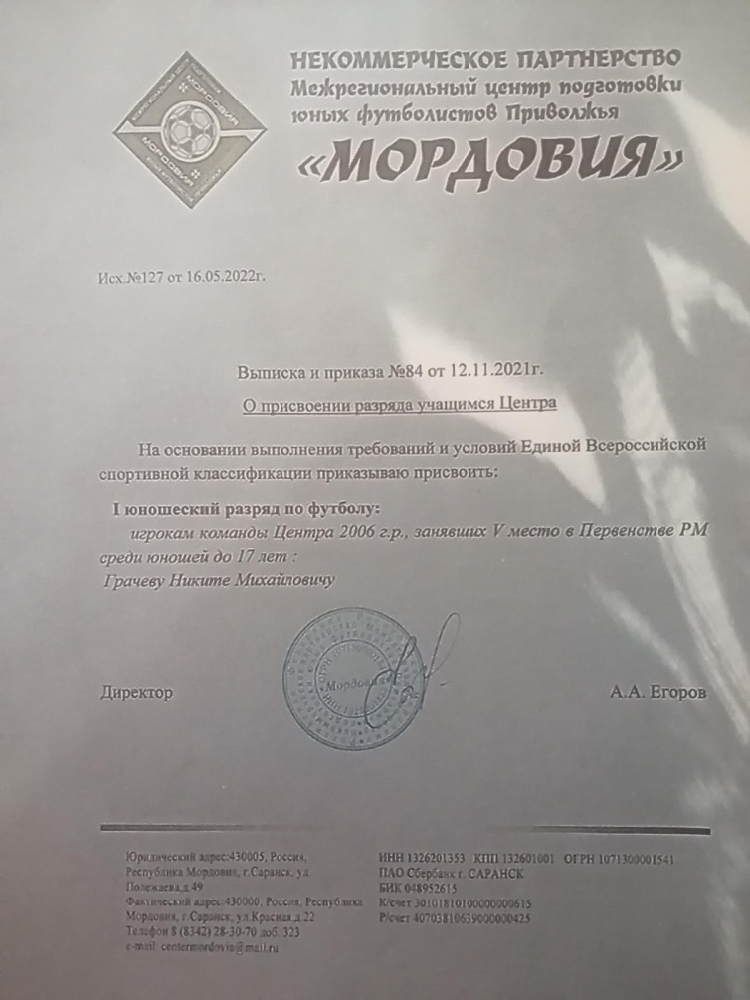 НЕКОММЕРЧЕСКОЕ ПАРТНЕРСТВО
Межрегиональный центр подготовки
юных футболистов Приволжья
«МОРДОВИЯ»
МОРДОВИЯ
МОРДОВИЯ
Исх.№127 от 16.05.2022г.
Выписка и приказа №84 от 12.11.2021г.
О присвоении разряда учащимся Центра
На основании выполнения требований и условий Единой Всероссийской
спортивной классификации приказываю присвоить:
I юношеский разряд по футболу:
игрокам команды Центра 2006 г.р., занявших V место в Первенстве РМ
среди юношей до 17 лет :
Грачеву Никите Михайловичу
Мордовия
Директор
А.А. Егоров
Юридический адрес:430005, Россия,
Республика Мордовия, г.Саранск, ул.
Полежаева,д.49
Фактический адрес:430000, Россия, Республика
Мордовия, г.Саранск, ул.Красная,д.22
Телефон 8 (8342) 28-30-70 доб. 323
e-mail: centermordovia@mail.ru
ИНН 1326201353 КПП 132601001 ОГРН 1071300001541
ПАО Сбербанк г. САРАНСК
БИК 048952615
К/счет 30101810100000000615
Р/счет 40703810639000000425